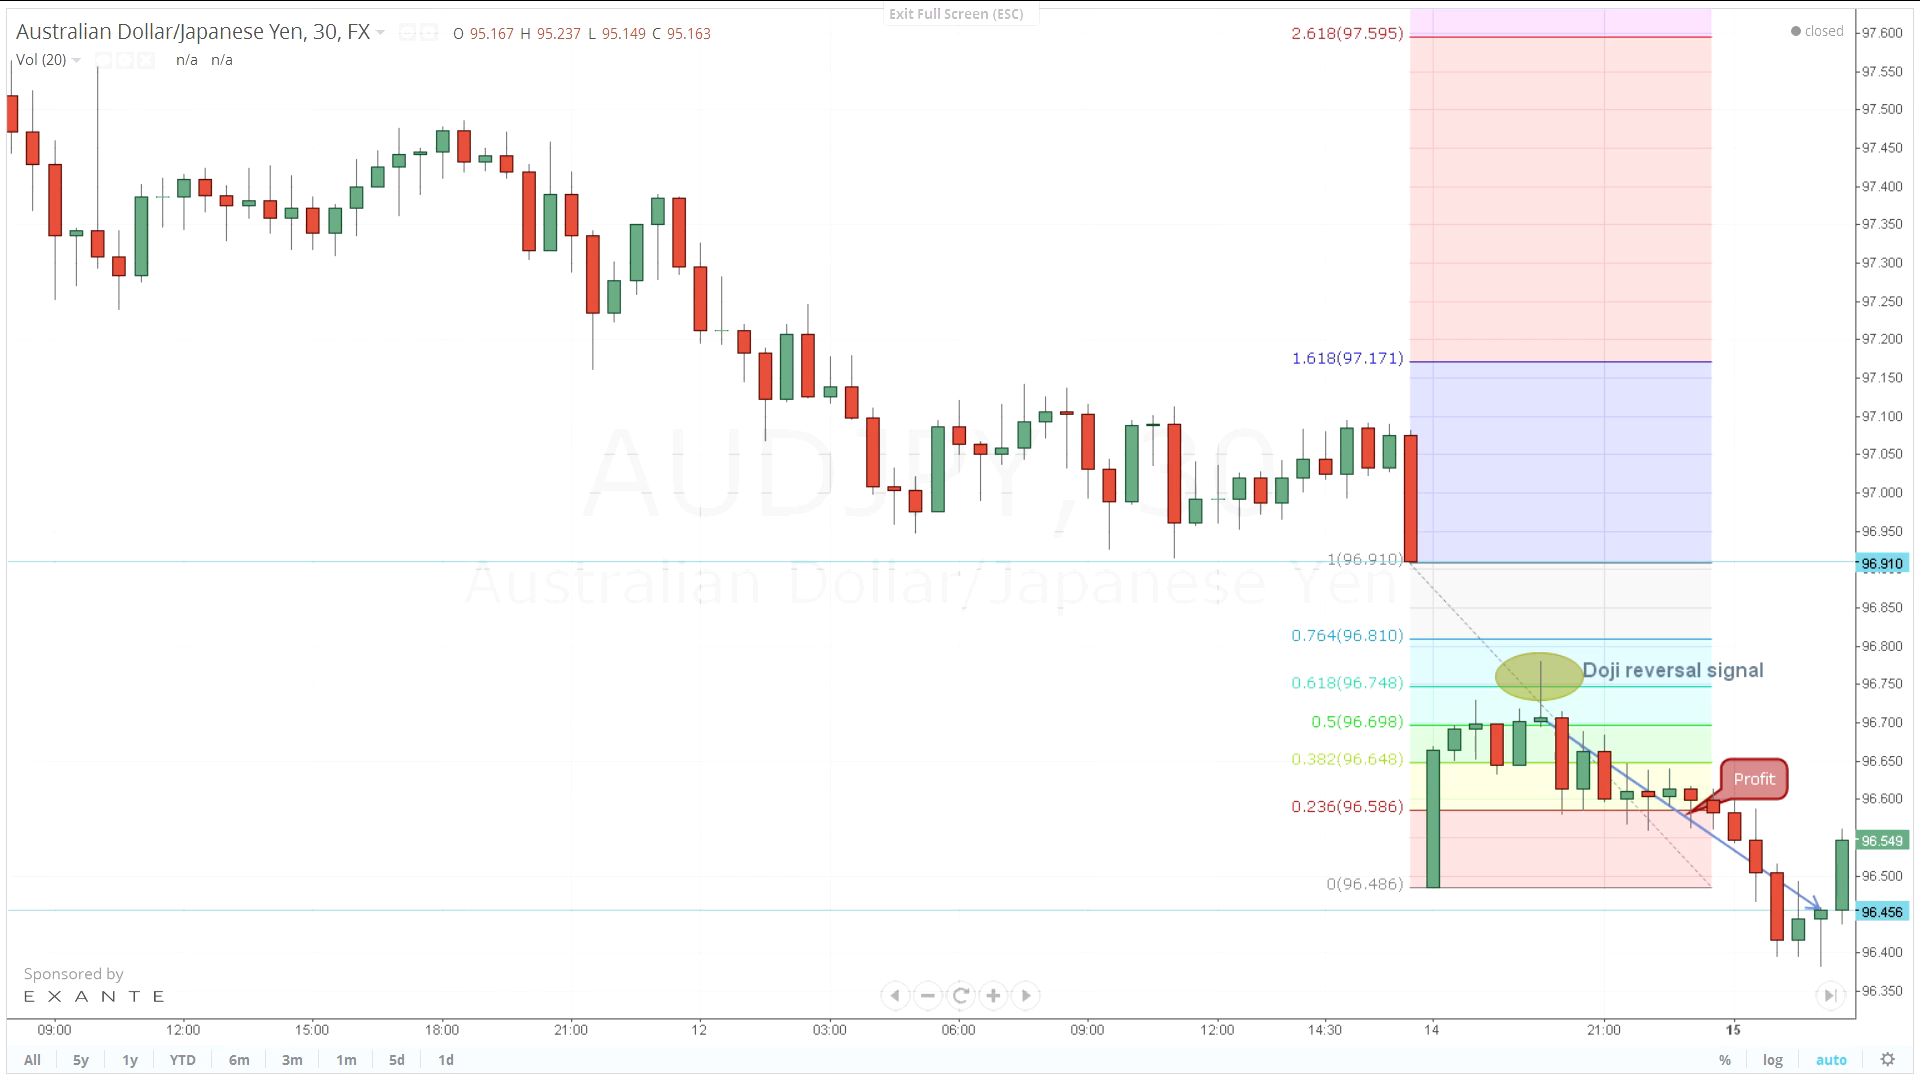 Exit Full Screen (ESC)
Australian Dollar/Japanese Yen, 30, FX O 95.167 H 95.237 L 95.149 C 95.163
closed
Vol (20) n/a n/a
AUDJPY, 30
Australian Dollar/Japanese Yen
2.618(97.595)
1.618(97.171)
1(96.910)
0.764(96.810)
0.618(96.748)
0.5(96.698)
0.382(96.648)
0.236(96.586)
0(96.486)
Doji reversal signal
Profit
97.600
97.550
97.500
97.450
97.400
97.350
97.300
97.250
97.200
97.150
97.100
97.050
97.000
96.950
96.910
96.850
96.800
96.750
96.700
96.650
96.600
96.549
96.500
96.456
96.400
96.350
Sponsored by
EXANTE
09:00 12:00 15:00 18:00 21:00 12 03:00 06:00 09:00 12:00 14:30 14 21:00 15
All 5y 1y YTD 6m 3m 1m 5d 1d % log auto